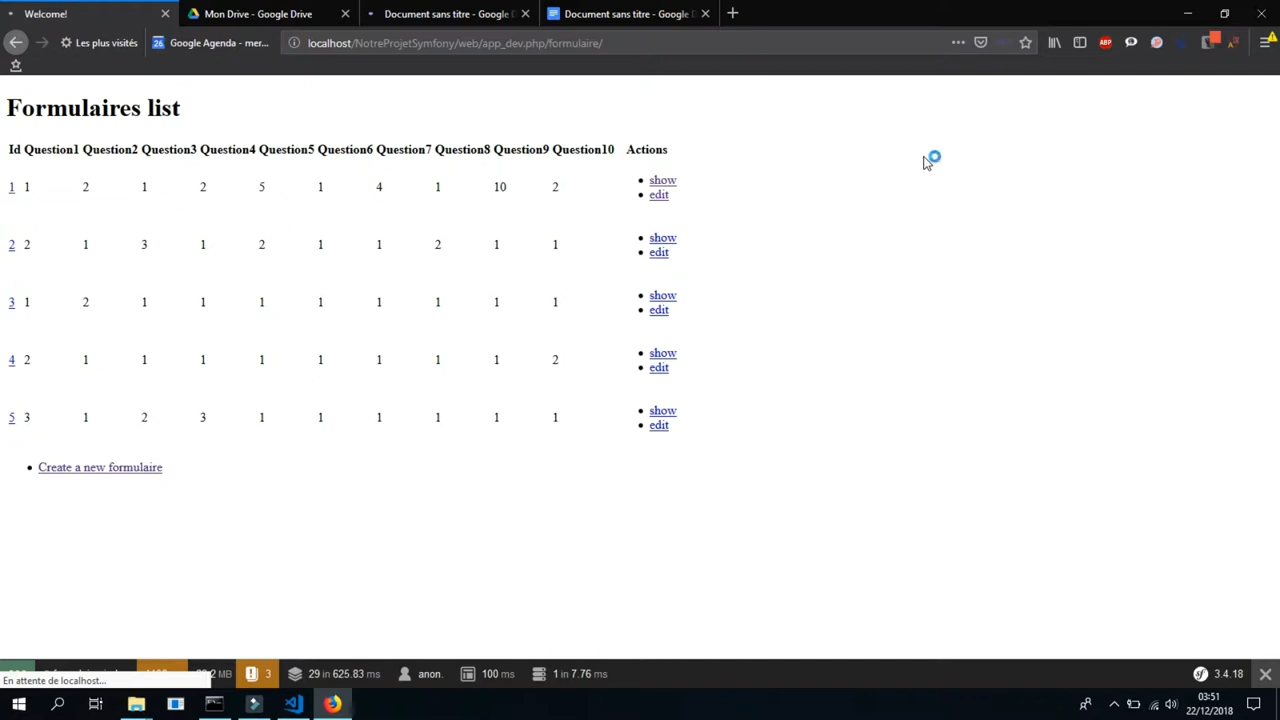 Welcome! Mon Drive - Google Drive Document sans titre - Google D Document sans titre - Google D
Les plus visités Google Agenda - mer... localhost/NotreProjetSymfony/web/app_dev.php/formulaire/ ABP
Formulaires list
Id Question1 Question2 Question3 Question4 Question5 Question6 Question7 Question8 Question9 Question10 Actions
1 1 2 1 2 5 1 4 1 10 2 show
edit
2 2 1 3 1 2 1 1 2 1 1 show
edit
3 1 2 1 1 1 1 1 1 1 1 show
edit
4 2 1 1 1 1 1 1 1 1 2 show
edit
5 3 1 2 3 1 1 1 1 1 1 show
edit
Create a new formulaire
MB 3 29 in 625.83 ms anon. 100 ms 1 in 7.76 ms sf 3.4.18
En attente de localhost...
03:51
22/12/2018